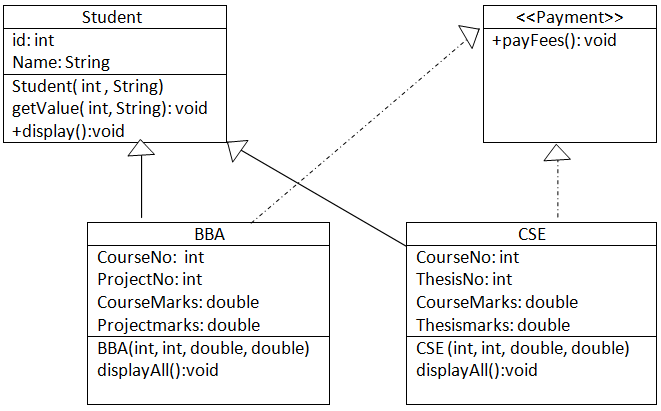 Student
id: int
Name: String
Student( int , String)
getValue( int, String): void
+display():void
<<Payment>>
+payFees(): void
BBA
CourseNo:  int
ProjectNo: int
CourseMarks: double
Projectmarks: double
BBA(int, int, double, double)
displayAll():void
CSE
CourseNo: int
ThesisNo: int
CourseMarks: double
Thesismarks: double
CSE (int, int, double, double)
displayAll():void